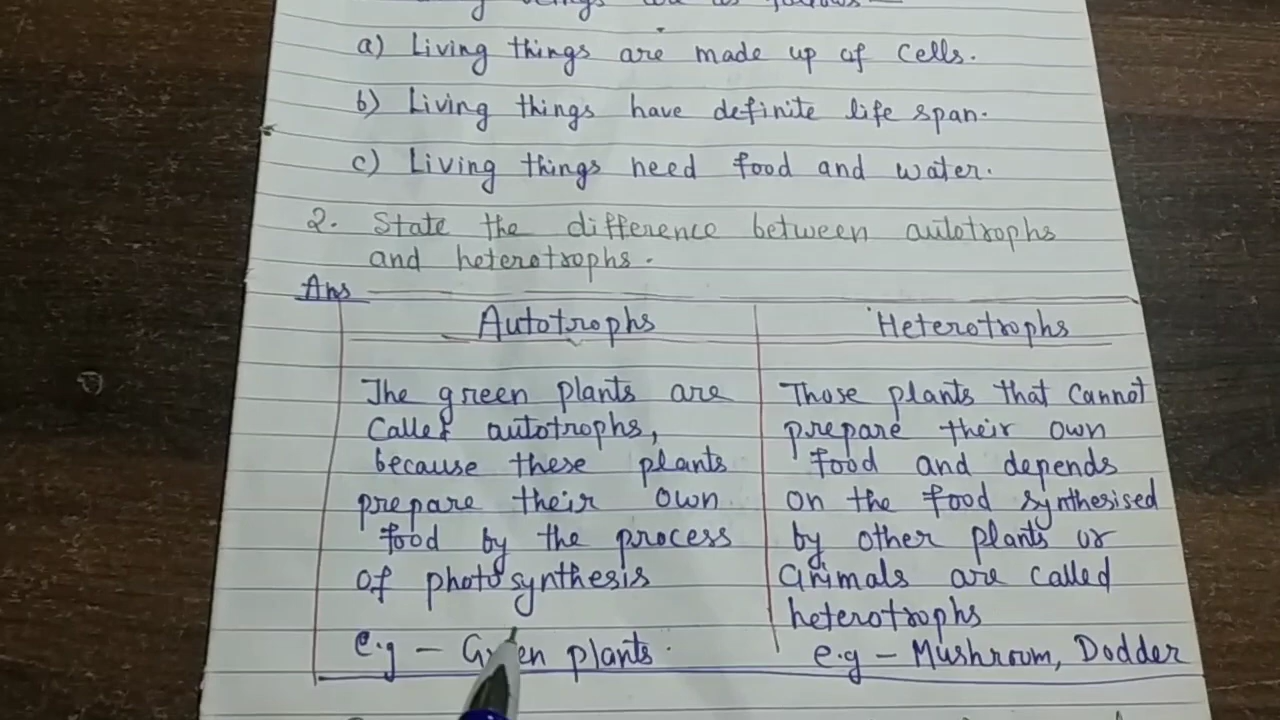 a) Living things are made up of cells.
b) Living things have definite life span.
c) Living things need food and water.
2. State the difference between autotrophs
and heterotrophs.
Ans
Autotrophs
The green plants are
called autotrophs,
because these plants
prepare their own
food by the process
of photosynthesis
e.g – Green plants.
Heterotrophs
Those plants that cannot
prepare their own
food and depends
on the food synthesised
by other plants or
animals are called
heterotrophs
e.g – Mushroom, Dodder